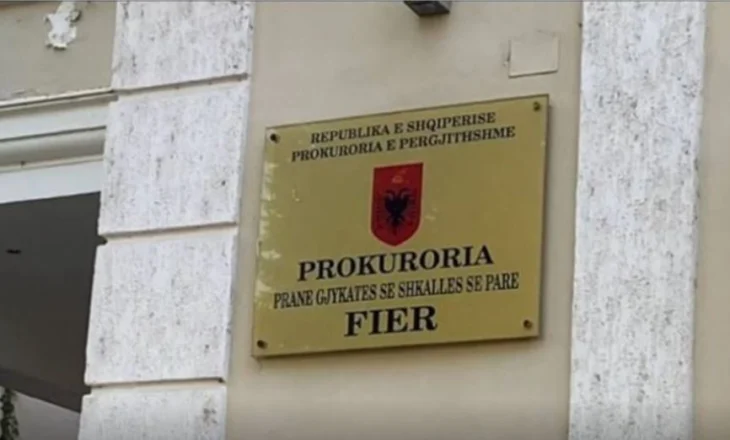 REPUBLIKA E SHQIPERISE
PROKURORIA E PERGJITHSHME
PROKURORIA
PRANE GJYKATES SE SHKALLES SE PARE
FIER